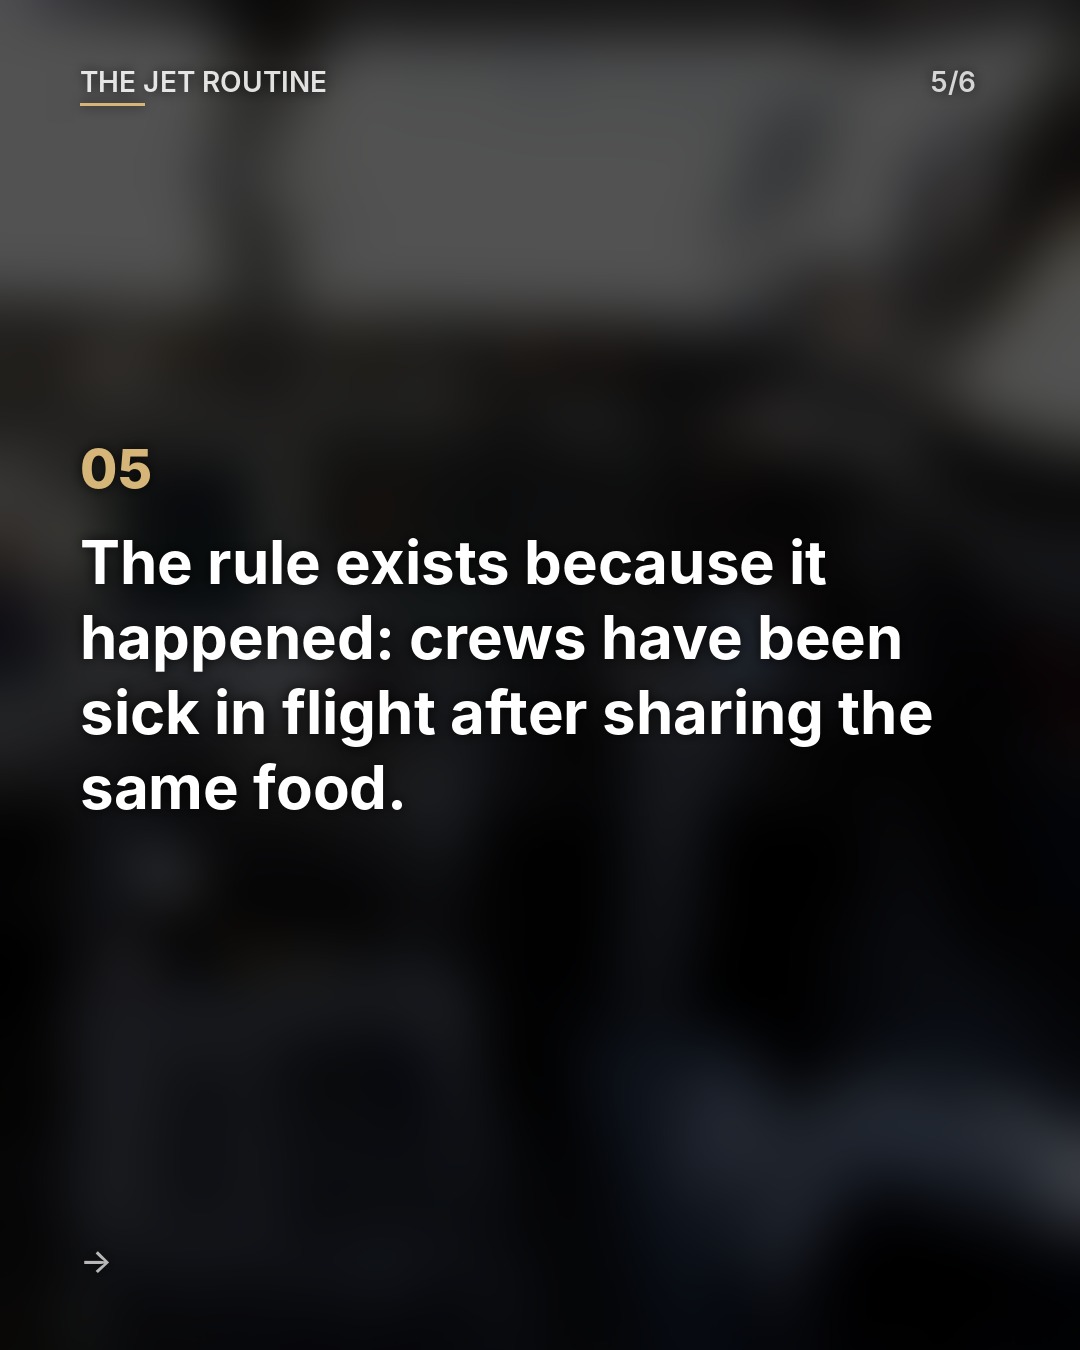 THE JET ROUTINE
5/6
05
The rule exists because it
happened: crews have been
sick in flight after sharing the
same food.
→